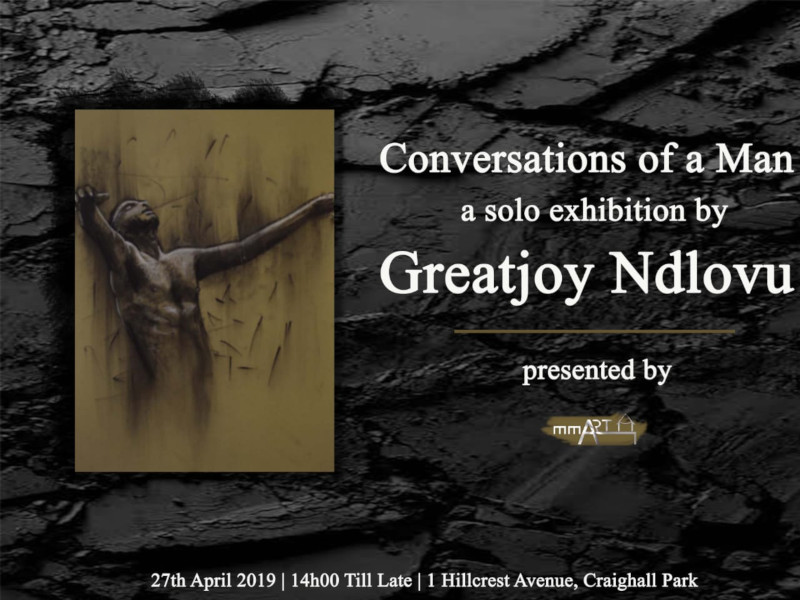 Conversations of a Man
a solo exhibition by
Greatjoy Ndlovu
presented by
mmART
27th April 2019 | 14h00 Till Late | 1 Hillcrest Avenue, Craighall Park